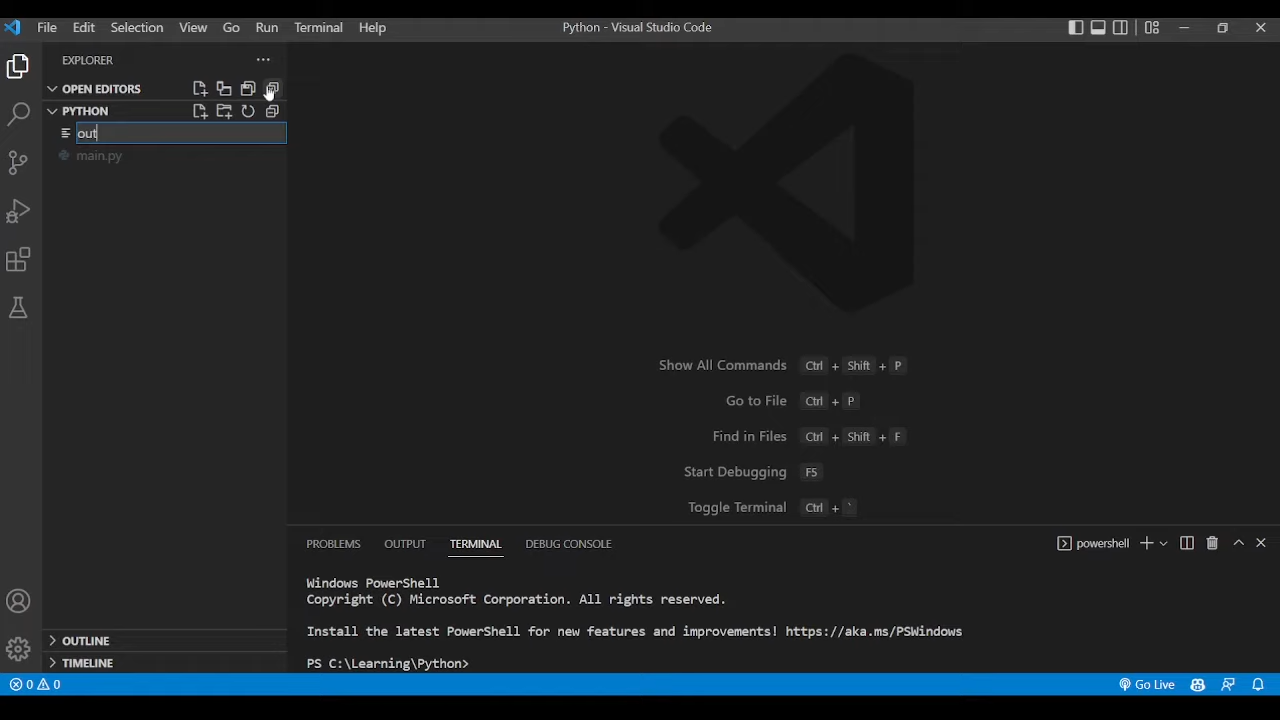 File Edit Selection View Go Run Terminal Help Python - Visual Studio Code
EXPLORER
OPEN EDITORS
PYTHON
out
main.py
Show All Commands Ctrl + Shift + P
Go to File Ctrl + P
Find in Files Ctrl + Shift + F
Start Debugging F5
Toggle Terminal Ctrl + `
PROBLEMS OUTPUT TERMINAL DEBUG CONSOLE powershell
Windows PowerShell
Copyright (C) Microsoft Corporation. All rights reserved.
Install the latest PowerShell for new features and improvements! https://aka.ms/PSWindows
PS C:\Learning\Python>
OUTLINE
TIMELINE
0 0 Go Live